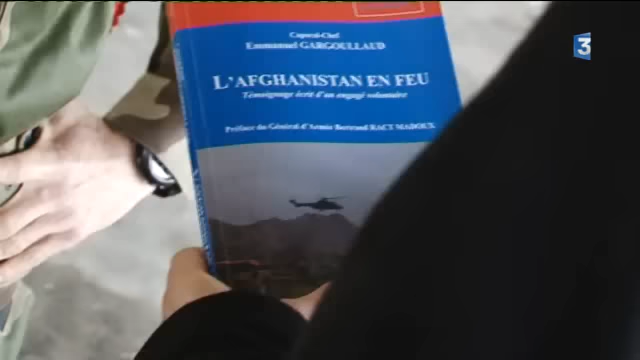 Caporal-Chef
Emmanuel GARGOULLAUD
L'AFGHANISTAN EN FEU
Témoignage écrit d'un engagé volontaire
Préface du Général d'Armée Bertrand RACT MADOUX
3